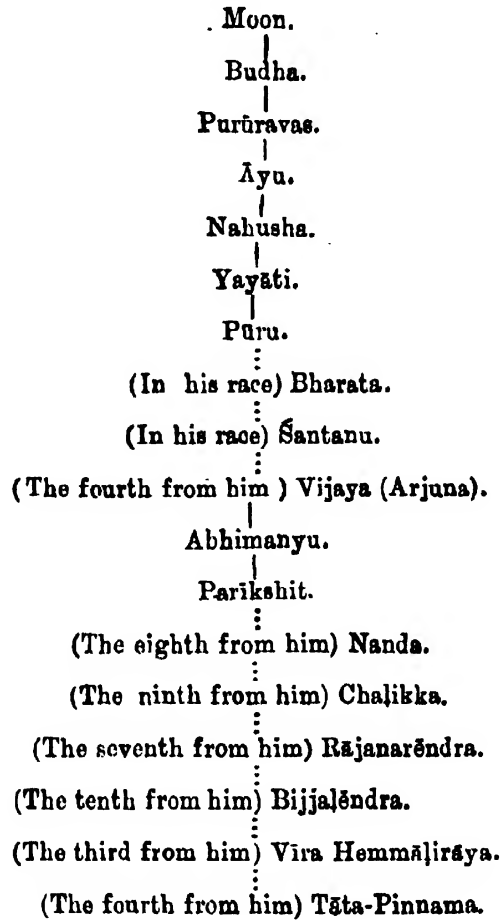 Moon.
Budha.
Purūravas.
Āyu.
Nahusha.
Yayāti.
Pūru.
(In his race) Bharata.
(In his race) Śantanu.
(The fourth from him) Vijaya (Arjuna).
Abhimanyu.
Parīkshit.
(The eighth from him) Nanda.
(The ninth from him) Chaḷikka.
(The seventh from him) Rājanarēndra.
(The tenth from him) Bijjaḷēndra.
(The third from him) Vīra Hemmāḷirāya.
(The fourth from him) Tāta-Pinnama.